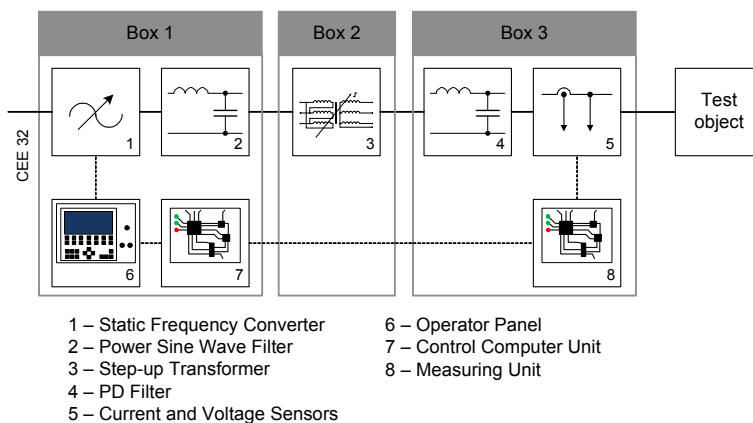 Box 1
Box 2
Box 3
CEE 32
1
2
3
4
5
Test
object
6
7
8
1 – Static Frequency Converter
2 – Power Sine Wave Filter
3 – Step-up Transformer
4 – PD Filter
5 – Current and Voltage Sensors
6 – Operator Panel
7 – Control Computer Unit
8 – Measuring Unit